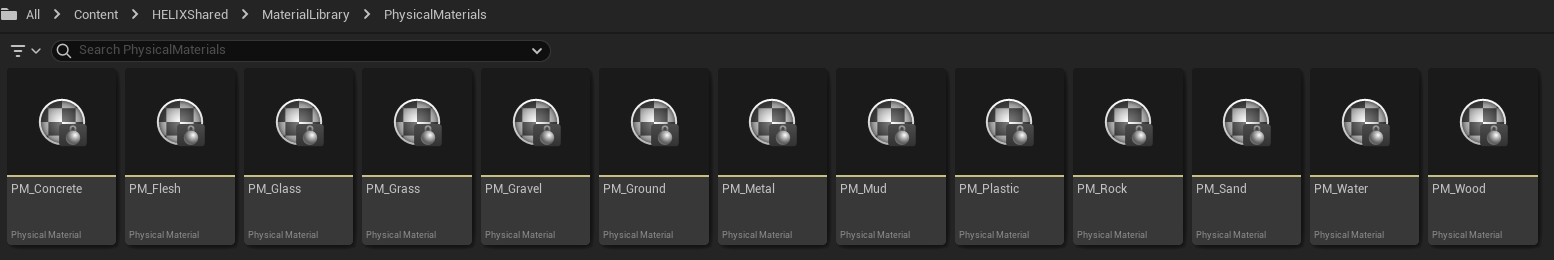 All > Content > HELIXShared > MaterialLibrary > PhysicalMaterials
Search PhysicalMaterials
PM_Concrete PM_Flesh PM_Glass PM_Grass PM_Gravel PM_Ground PM_Metal PM_Mud PM_Plastic PM_Rock PM_Sand PM_Water PM_Wood
Physical Material Physical Material Physical Material Physical Material Physical Material Physical Material Physical Material Physical Material Physical Material Physical Material Physical Material Physical Material Physical Material